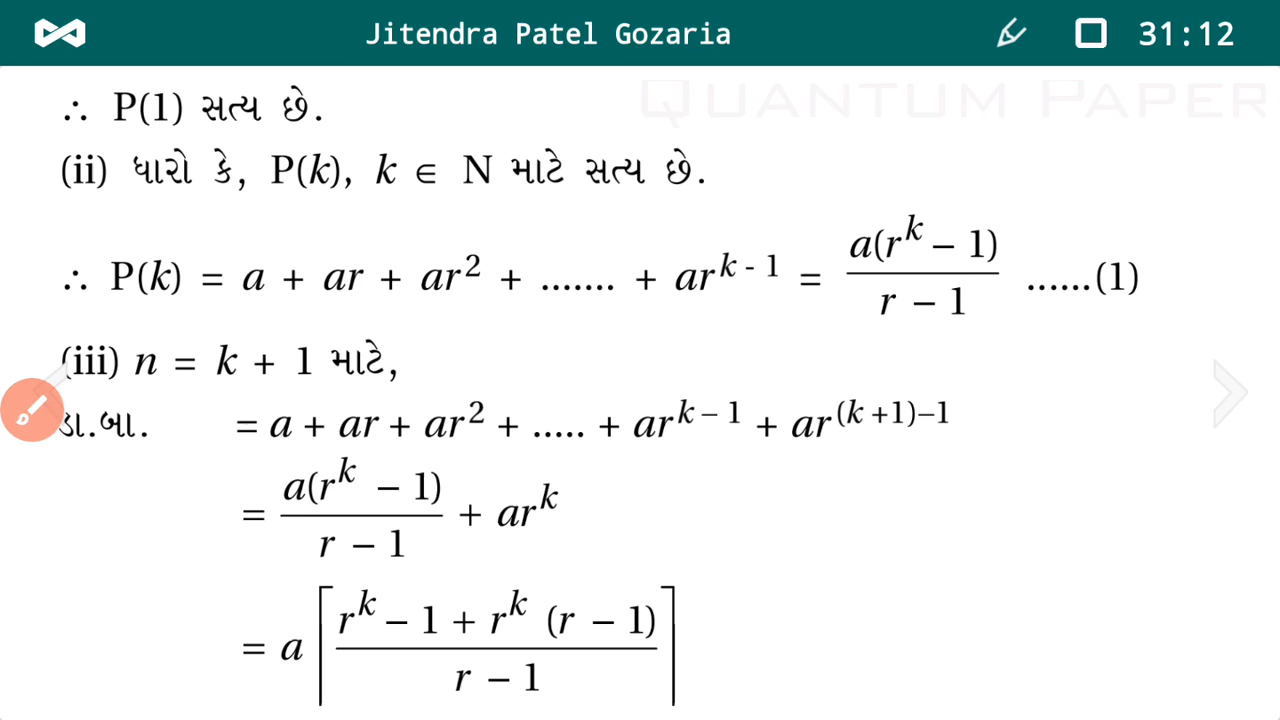 Jitendra Patel Gozaria 31:12
QUANTUM PAPER
∴ P(1) સત્ય છે.
(ii) ધારો કે, P(k), k ∈ N માટે સત્ય છે.
∴ P(k) = a + ar + ar² + ....... + ar^(k - 1) = a(r^k − 1) / (r − 1) ......(1)
(iii) n = k + 1 માટે,
ડા.બા. = a + ar + ar² + ..... + ar^(k − 1) + ar^((k +1)−1)
= a(r^k − 1) / (r − 1) + ar^k
= a [(r^k − 1 + r^k (r − 1)) / (r − 1)]